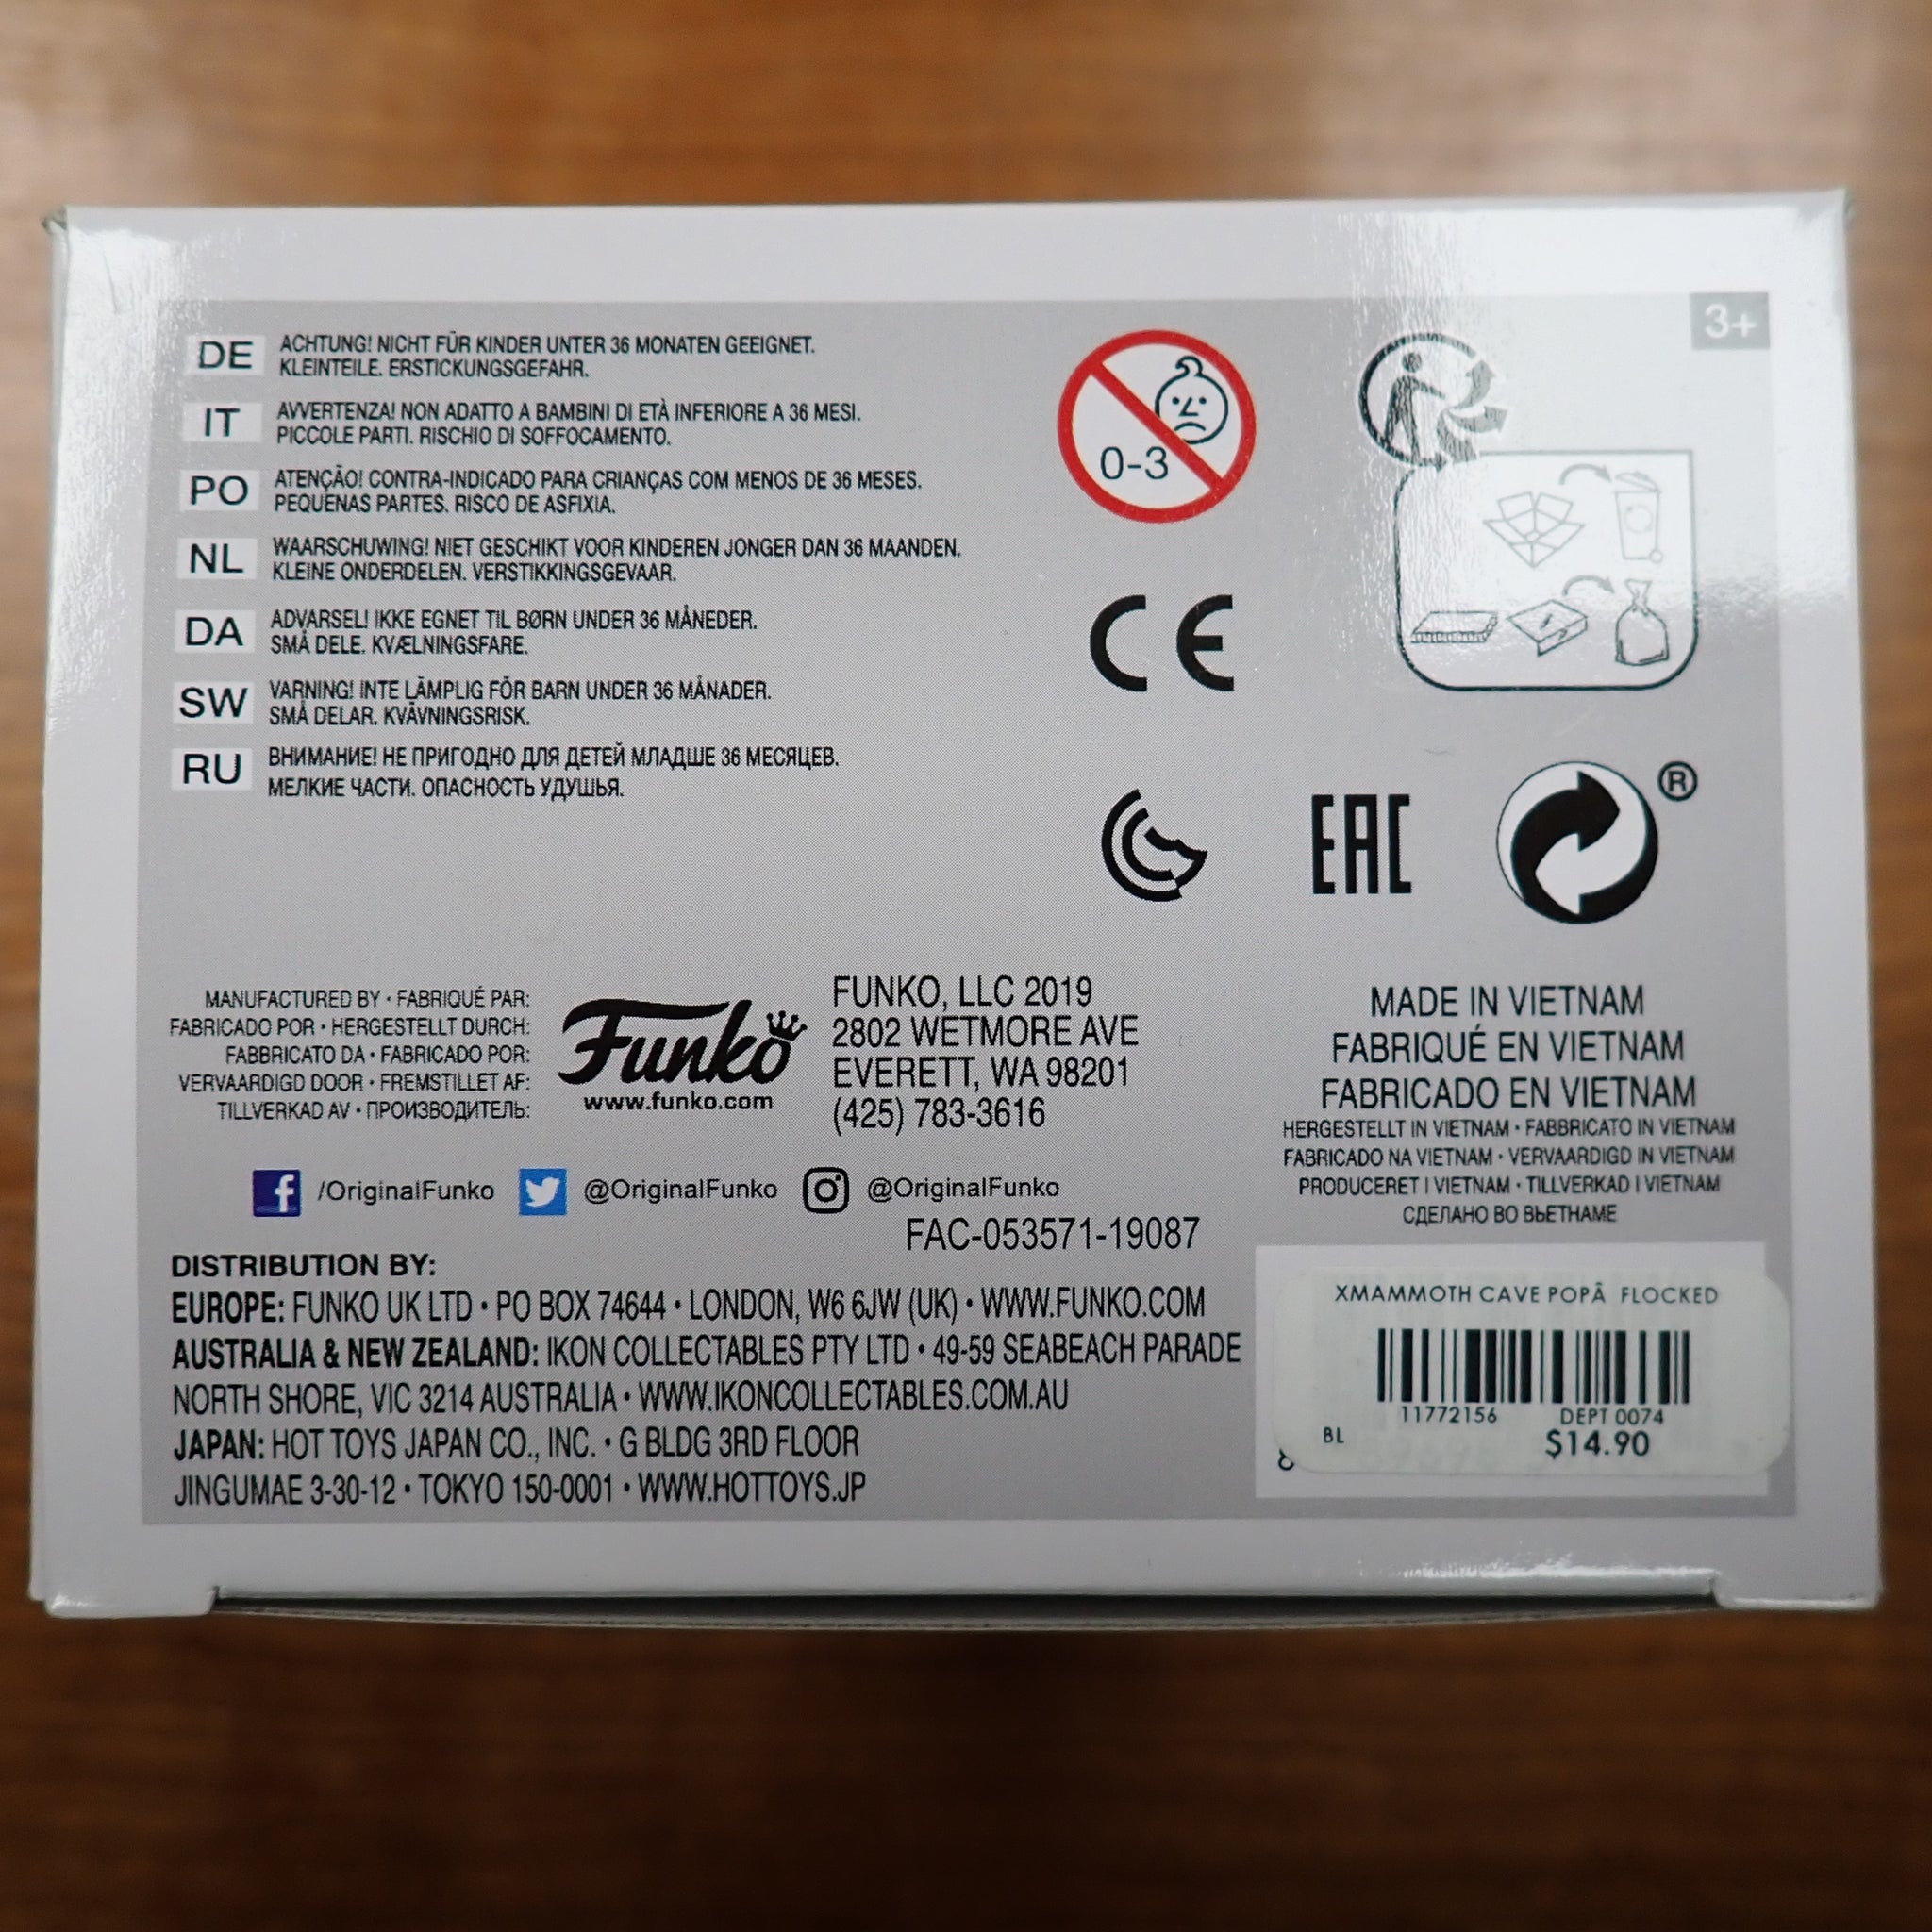 3+
DE
ACHTUNG! NICHT FÜR KINDER UNTER 36 MONATEN GEEIGNET.
KLEINTEILE. ERSTICKUNGSGEFAHR.
IT
AVVERTENZA! NON ADATTO A BAMBINI DI ETÀ INFERIORE A 36 MESI.
PICCOLE PARTI. RISCHIO DI SOFFOCAMENTO.
PO
ATENÇÃO! CONTRA-INDICADO PARA CRIANÇAS COM MENOS DE 36 MESES.
PEQUENAS PARTES. RISCO DE ASFIXIA.
NL
WAARSCHUWING! NIET GESCHIKT VOOR KINDEREN JONGER DAN 36 MAANDEN.
KLEINE ONDERDELEN. VERSTIKKINGSGEVAAR.
DA
ADVARSEL! IKKE EGNET TIL BØRN UNDER 36 MÅNEDER.
SMÅ DELE. KVÆLNINGSFARE.
SW
VARNING! INTE LÄMPLIG FÖR BARN UNDER 36 MÅNADER.
SMÅ DELAR. KVÄVNINGSRISK.
RU
ВНИМАНИЕ! НЕ ПРИГОДНО ДЛЯ ДЕТЕЙ МЛАДШЕ 36 МЕСЯЦЕВ.
МЕЛКИЕ ЧАСТИ. ОПАСНОСТЬ УДУШЬЯ.
0-3
CE
EAC
®
MANUFACTURED BY • FABRIQUÉ PAR:
FABRICADO POR • HERGESTELLT DURCH:
FABBRICATO DA • FABRICADO POR:
VERVAARDIGD DOOR • FREMSTILLET AF:
TILLVERKAD AV • ПРОИЗВОДИТЕЛЬ:
Funko
www.funko.com
FUNKO, LLC 2019
2802 WETMORE AVE
EVERETT, WA 98201
(425) 783-3616
MADE IN VIETNAM
FABRIQUÉ EN VIETNAM
FABRICADO EN VIETNAM
HERGESTELLT IN VIETNAM • FABBRICATO IN VIETNAM
FABRICADO NA VIETNAM • VERVAARDIGD IN VIETNAM
PRODUCERET I VIETNAM • TILLVERKAD I VIETNAM
СДЕЛАНО ВО ВЬЕТНАМЕ
/OriginalFunko @OriginalFunko @OriginalFunko
FAC-053571-19087
DISTRIBUTION BY:
EUROPE: FUNKO UK LTD • PO BOX 74644 • LONDON, W6 6JW (UK) • WWW.FUNKO.COM
AUSTRALIA & NEW ZEALAND: IKON COLLECTABLES PTY LTD • 49-59 SEABEACH PARADE
NORTH SHORE, VIC 3214 AUSTRALIA • WWW.IKONCOLLECTABLES.COM.AU
JAPAN: HOT TOYS JAPAN CO., INC. • G BLDG 3RD FLOOR
JINGUMAE 3-30-12 • TOKYO 150-0001 • WWW.HOTTOYS.JP
XMAMMOTH CAVE POPÂ FLOCKED
11772156 DEPT 0074
BL $14.90